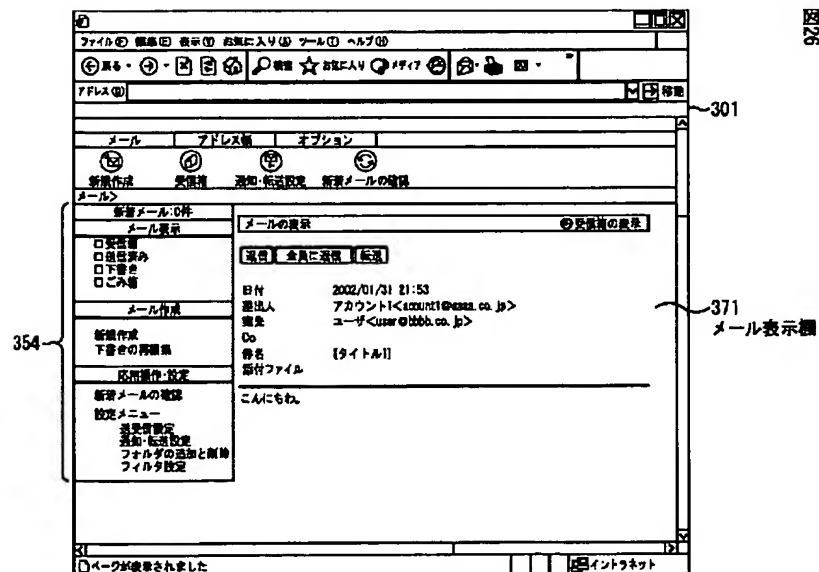 図26
ファイル(F) 編集(E) 表示(V) お気に入り(A) ツール(T) ヘルプ(H)
戻る 検索 お気に入り メディア
アドレス(D) 移動
301
メール アドレス帳 オプション
新規作成 受信箱 通知・転送設定 新着メールの確認
メール>
新着メール:0件
メール表示
受信箱
送信済み
下書き
ごみ箱
メール作成
新規作成
下書きの再編集
応用操作・設定
新着メールの確認
設定メニュー
送受信設定
通知・転送設定
フォルダの追加と削除
フィルタ設定
354
メールの表示 受信箱の表示
返信 全員に返信 転送
日付 2002/01/31 21:53
差出人 アカウント1<account1@aaaa.co.jp>
宛先 ユーザ<user@bbbb.co.jp>
Cc
件名 [タイトル1]
添付ファイル
こんにちわ。
371
メール表示欄
ページが表示されました イントラネット